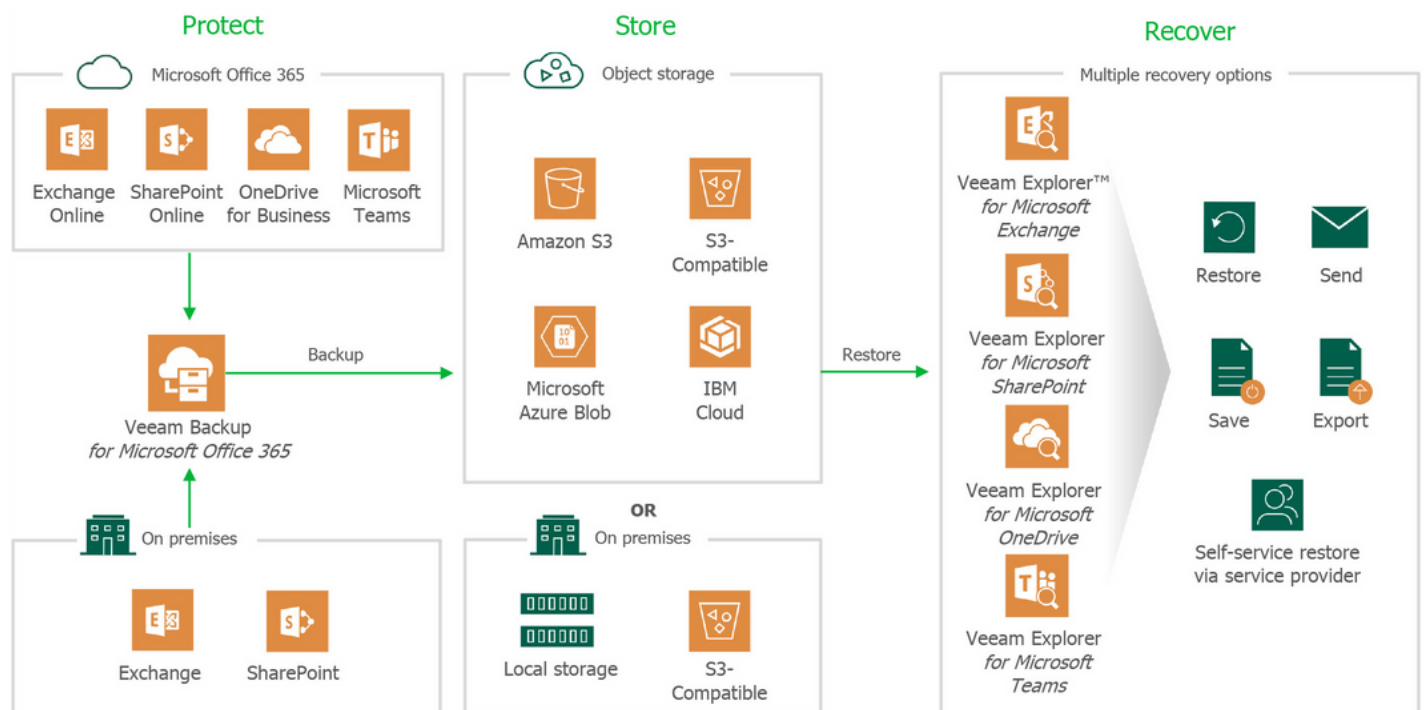 Protect
Microsoft Office 365
E
S
T
Exchange
Online
SharePoint
Online
OneDrive
for Business
Microsoft
Teams
Veeam Backup
for Microsoft Office 365
On premises
E
S
Exchange
SharePoint
Backup
Store
Object storage
Amazon S3
S3-
Compatible
10
01
Microsoft
Azure Blob
IBM
Cloud
OR
On premises
Local storage
S3-
Compatible
Restore
Recover
Multiple recovery options
E
Veeam Explorer™
for Microsoft
Exchange
S
Veeam Explorer
for Microsoft
SharePoint
Veeam Explorer
for Microsoft
OneDrive
T
Veeam Explorer
for Microsoft
Teams
Restore
Send
Save
Export
Self-service restore
via service provider